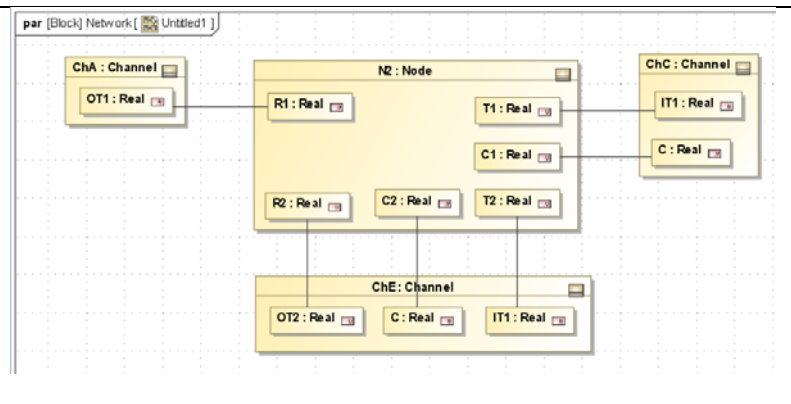 par [Block] Network [ Untitled1 ]
ChA : Channel
OT1 : Real
N2 : Node
R1 : Real
T1 : Real
C1 : Real
R2 : Real
C2 : Real
T2 : Real
ChC : Channel
IT1 : Real
C : Real
ChE : Channel
OT2 : Real
C : Real
IT1 : Real